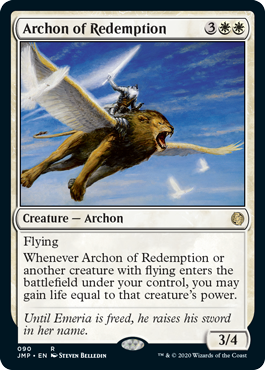 Archon of Redemption 3
Creature — Archon
Flying
Whenever Archon of Redemption or
another creature with flying enters the
battlefield under your control, you may
gain life equal to that creature's power.
Until Emeria is freed, he raises his sword
in her name.
3/4
090 R
JMP • EN Steven Belledin ™ & © 2020 Wizards of the Coast